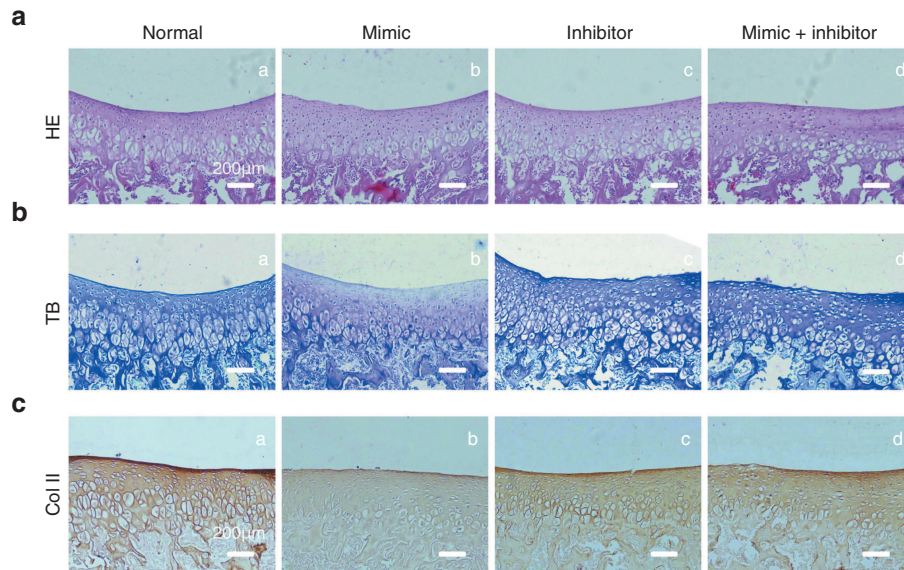 a
Normal Mimic Inhibitor Mimic + inhibitor
HE
a b c d
200μm
b
TB
a b c d
c
Col II
a b c d
200μm